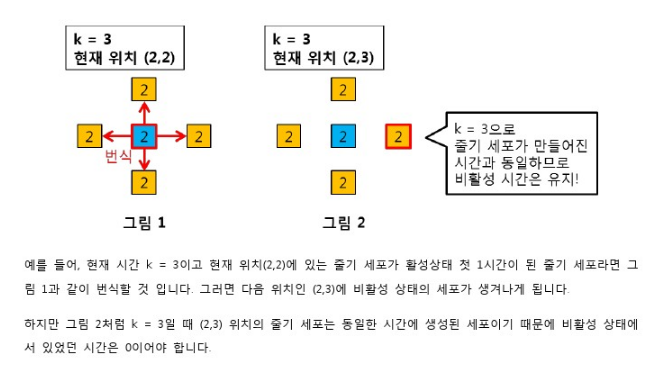 k = 3
현재 위치 (2,2)
k = 3
현재 위치 (2,3)
2
2
2
2
2
번식
2
2
2
2
2
k = 3으로
줄기 세포가 만들어진
시간과 동일하므로
비활성 시간은 유지!
그림 1
그림 2
예를 들어, 현재 시간 k = 3이고 현재 위치(2,2)에 있는 줄기 세포가 활성상태 첫 1시간이 된 줄기 세포라면 그
림 1과 같이 번식할 것 입니다. 그러면 다음 위치인 (2,3)에 비활성 상태의 세포가 생겨나게 됩니다.
하지만 그림 2처럼 k = 3일 때 (2,3) 위치의 줄기 세포는 동일한 시간에 생성된 세포이기 때문에 비활성 상태에
서 있었던 시간은 0이어야 합니다.